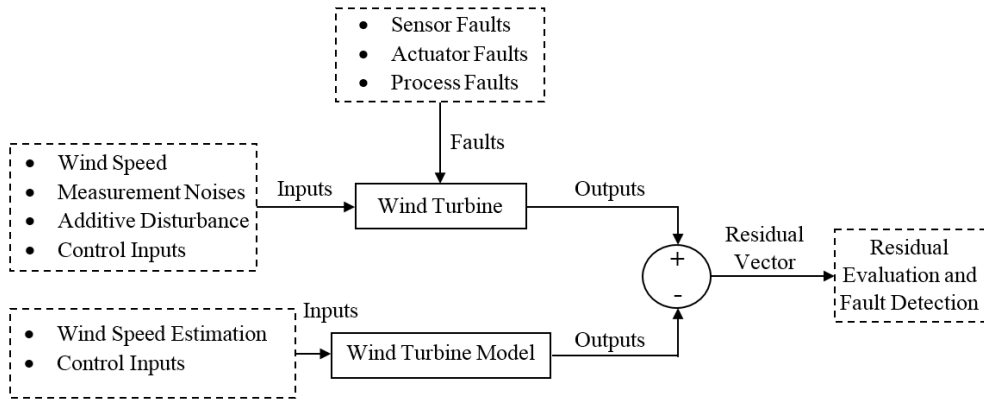 • Sensor Faults
• Actuator Faults
• Process Faults
Faults
• Wind Speed
• Measurement Noises
• Additive Disturbance
• Control Inputs
Inputs
Wind Turbine
Outputs
+
-
Residual
Vector
Residual
Evaluation and
Fault Detection
• Wind Speed Estimation
• Control Inputs
Inputs
Wind Turbine Model
Outputs